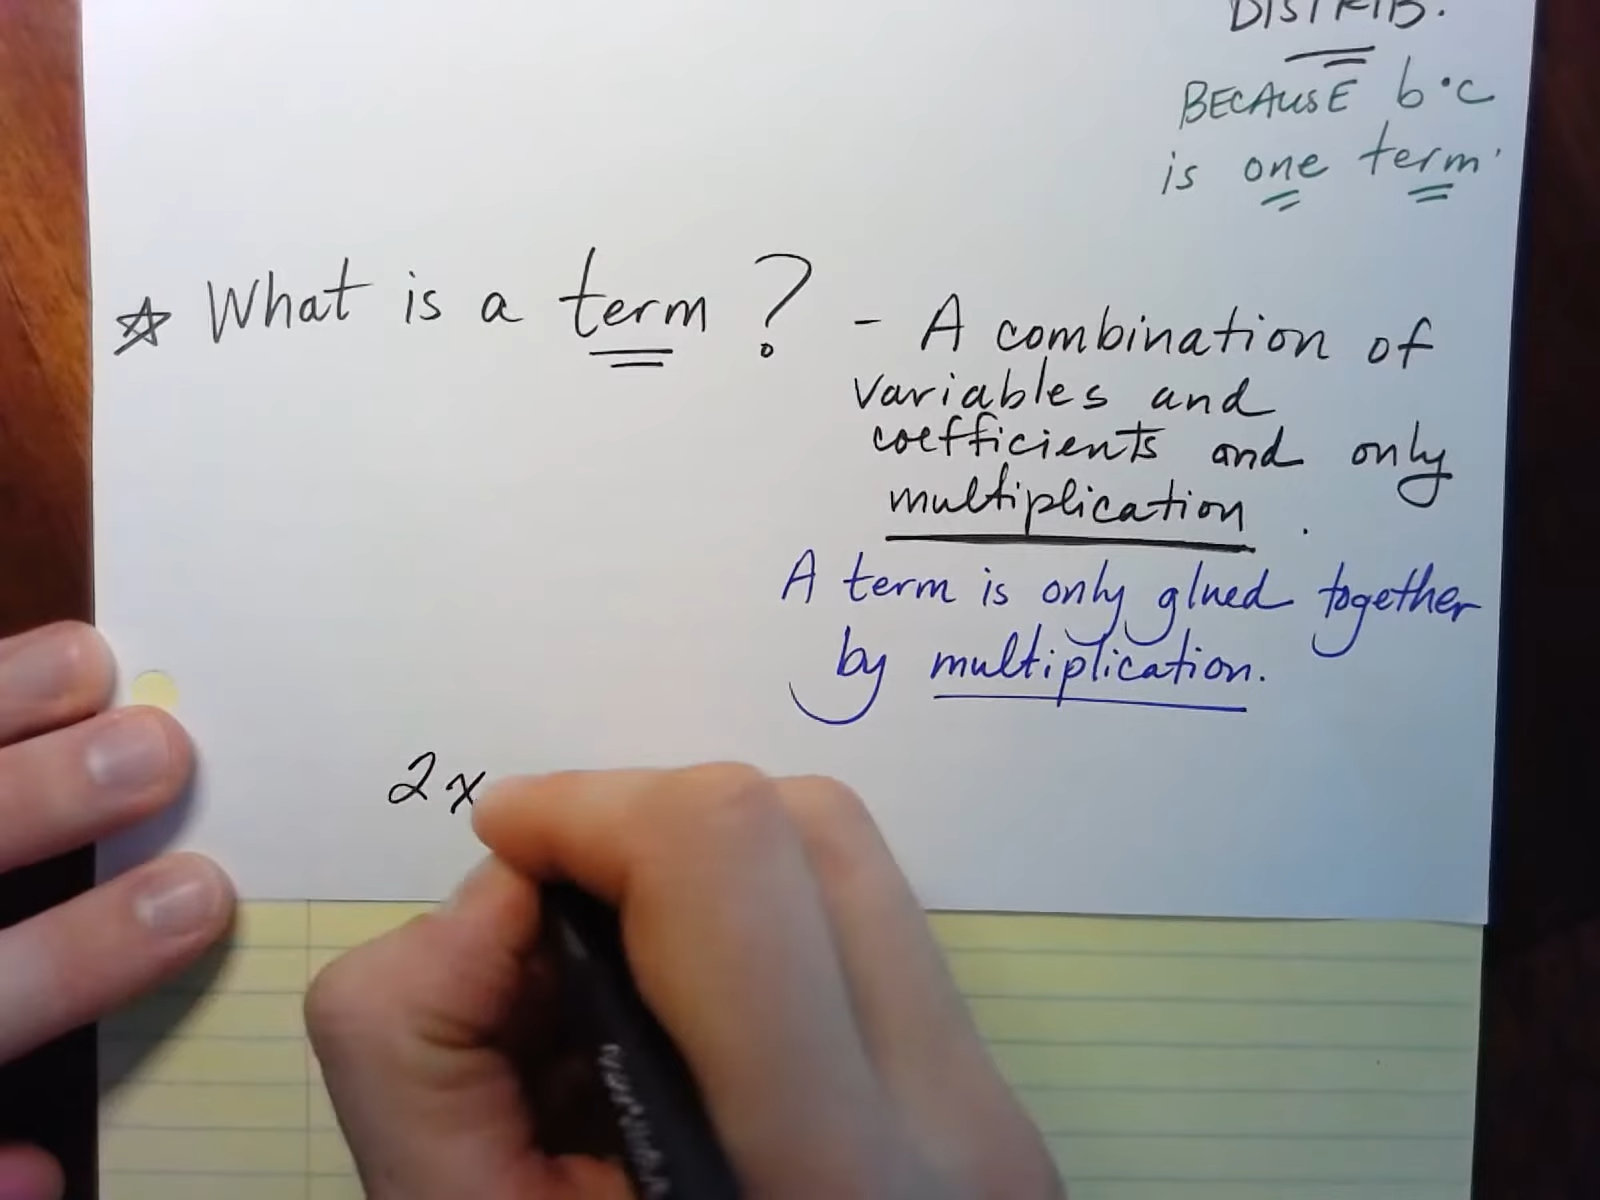 DISTRIB.
BECAUSE b·c
is one term.
☆ What is a term? - A combination of
variables and
coefficients and only
multiplication.
A term is only glued together
by multiplication.
2x